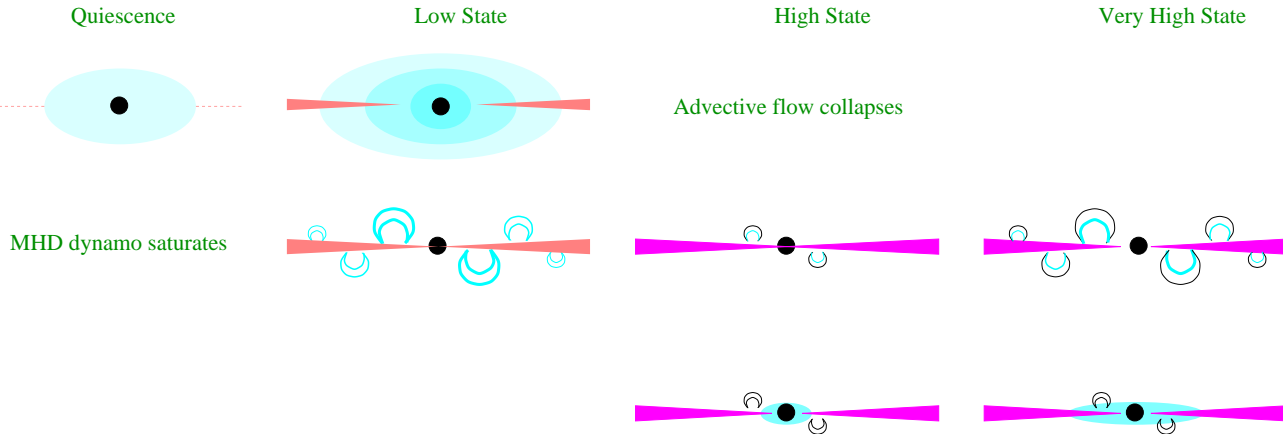 Quiescence
Low State
High State
Very High State
Advective flow collapses
MHD dynamo saturates